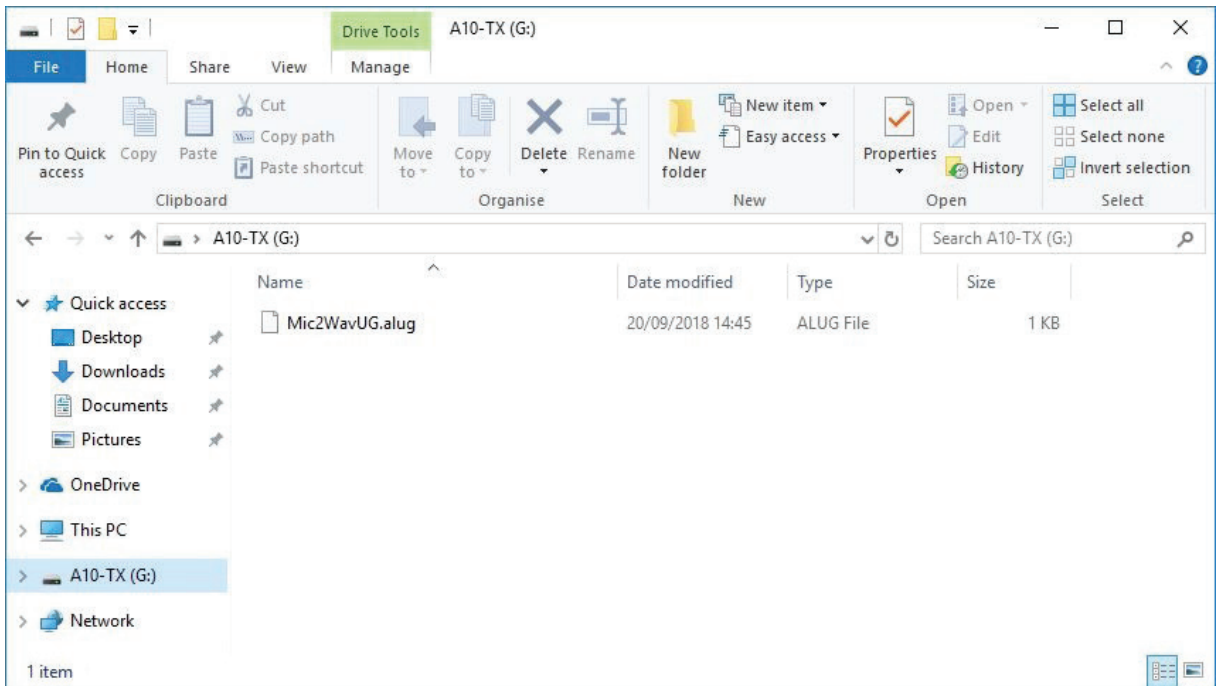 Drive Tools A10-TX (G:)
File Home Share View Manage
Pin to Quick access
Copy
Paste
Cut
Copy path
Paste shortcut
Clipboard
Move to
Copy to
Delete
Rename
Organise
New folder
New item
Easy access
New
Properties
Open
Edit
History
Open
Select all
Select none
Invert selection
Select
A10-TX (G:)
Search A10-TX (G:)
Name Date modified Type Size
Mic2WavUG.alug 20/09/2018 14:45 ALUG File 1 KB
Quick access
Desktop
Downloads
Documents
Pictures
OneDrive
This PC
A10-TX (G:)
Network
1 item